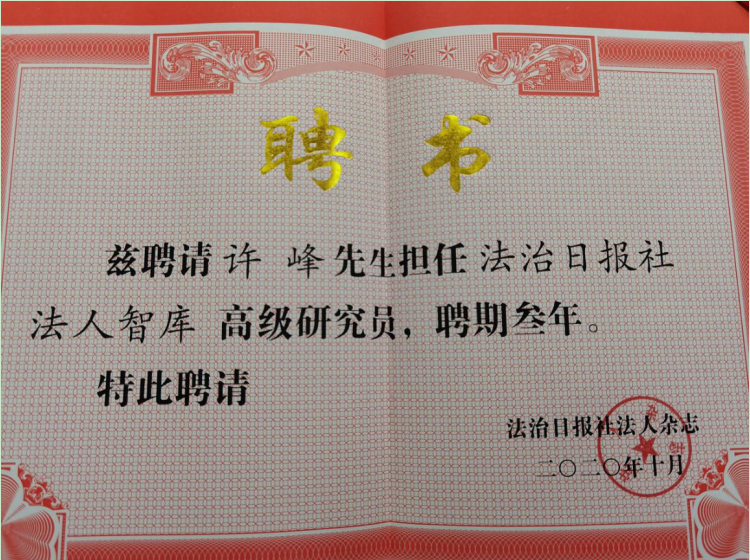 聘书
兹聘请 许 峰 先生担任 法治日报社
法人智库 高级研究员，聘期叁年。
特此聘请
法治日报社法人杂志
二〇二〇年十月